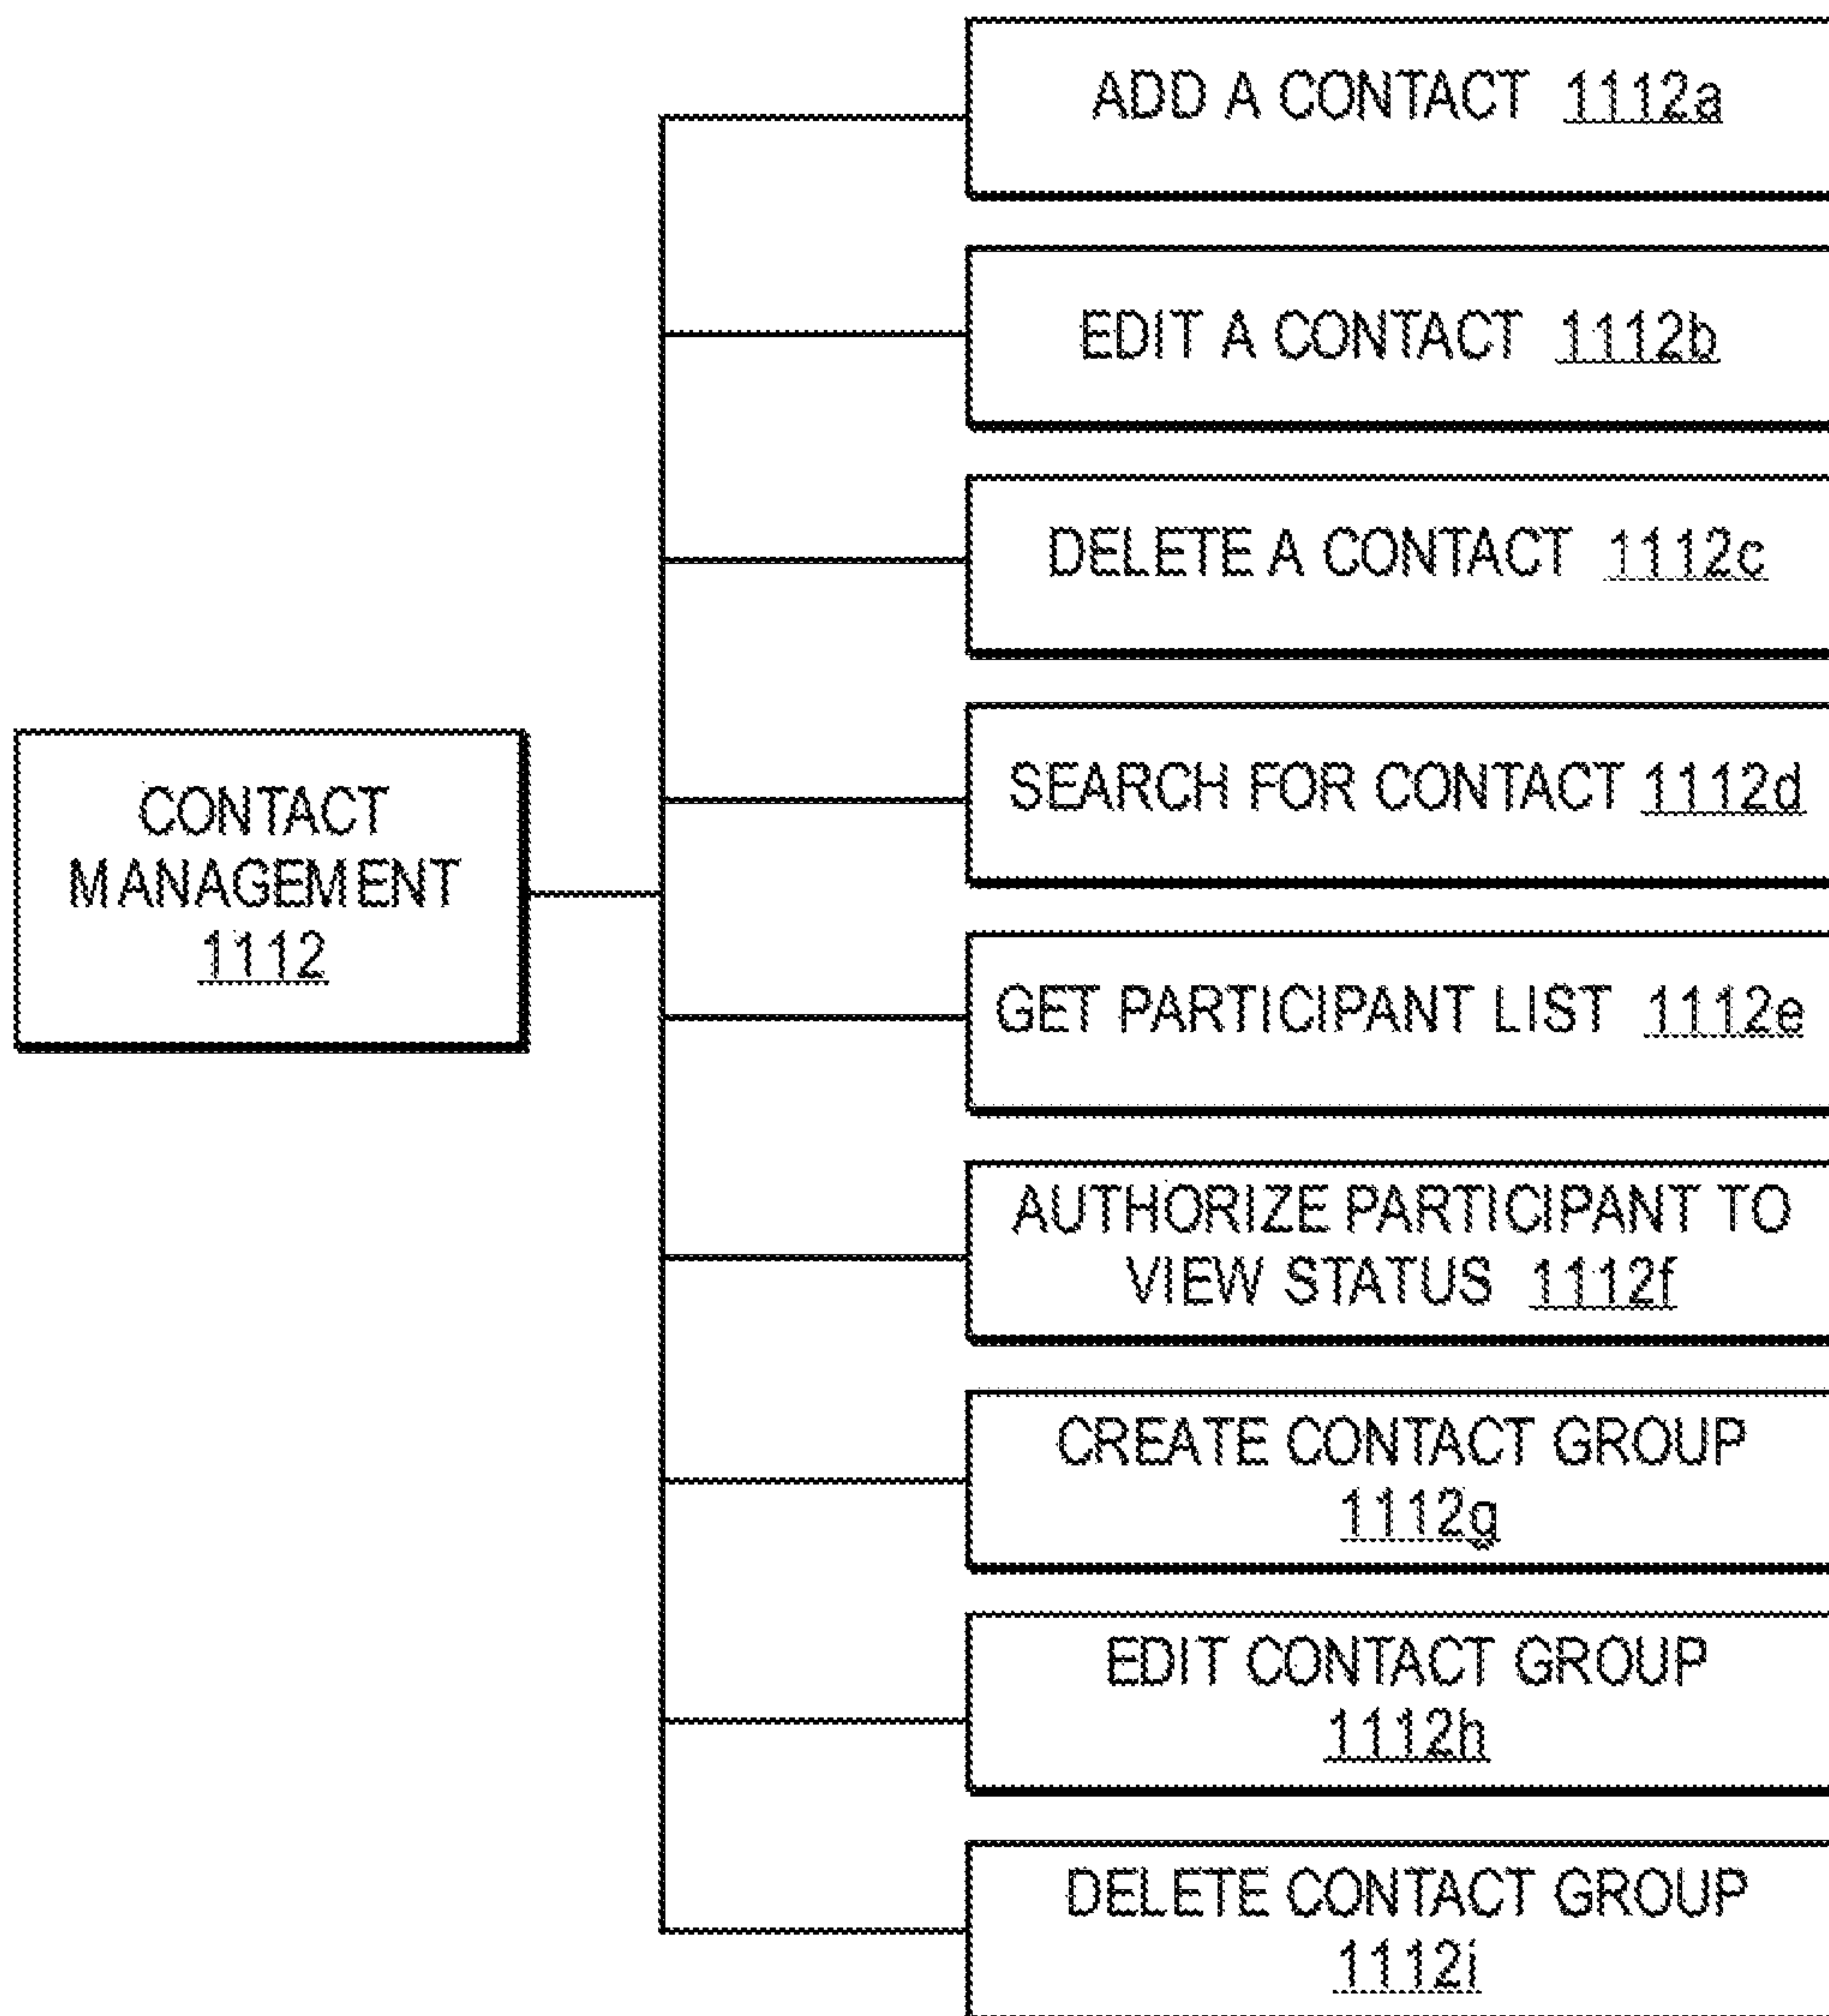 ADD A CONTACT 1112a
EDIT A CONTACT 1112b
DELETE A CONTACT 1112c
SEARCH FOR CONTACT 1112d
CONTACT
MANAGEMENT
1112
GET PARTICIPANT LIST 1112e
AUTHORIZE PARTICIPANT TO
VIEW STATUS 1112f
CREATE CONTACT GROUP
1112g
EDIT CONTACT GROUP
1112h
DELETE CONTACT GROUP
1112i